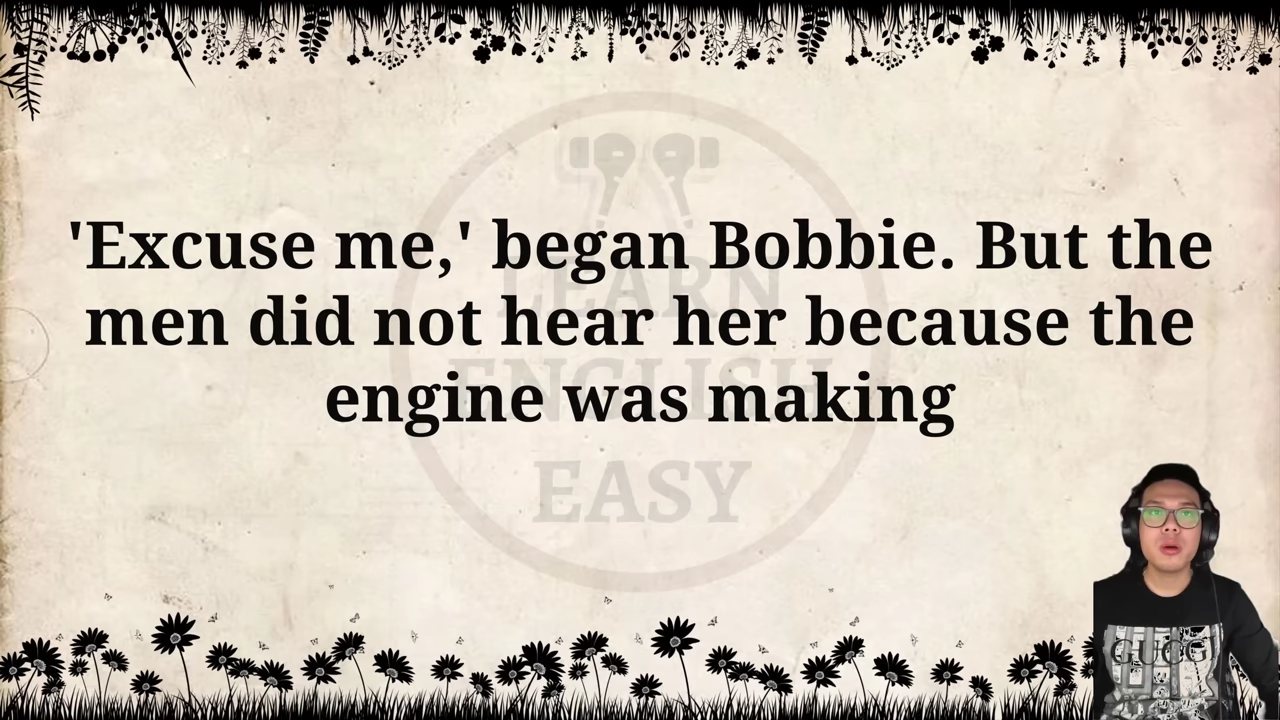 'Excuse me,' began Bobbie. But the
men did not hear her because the
engine was making
LEARN
ENGLISH
EASY
GUCCI